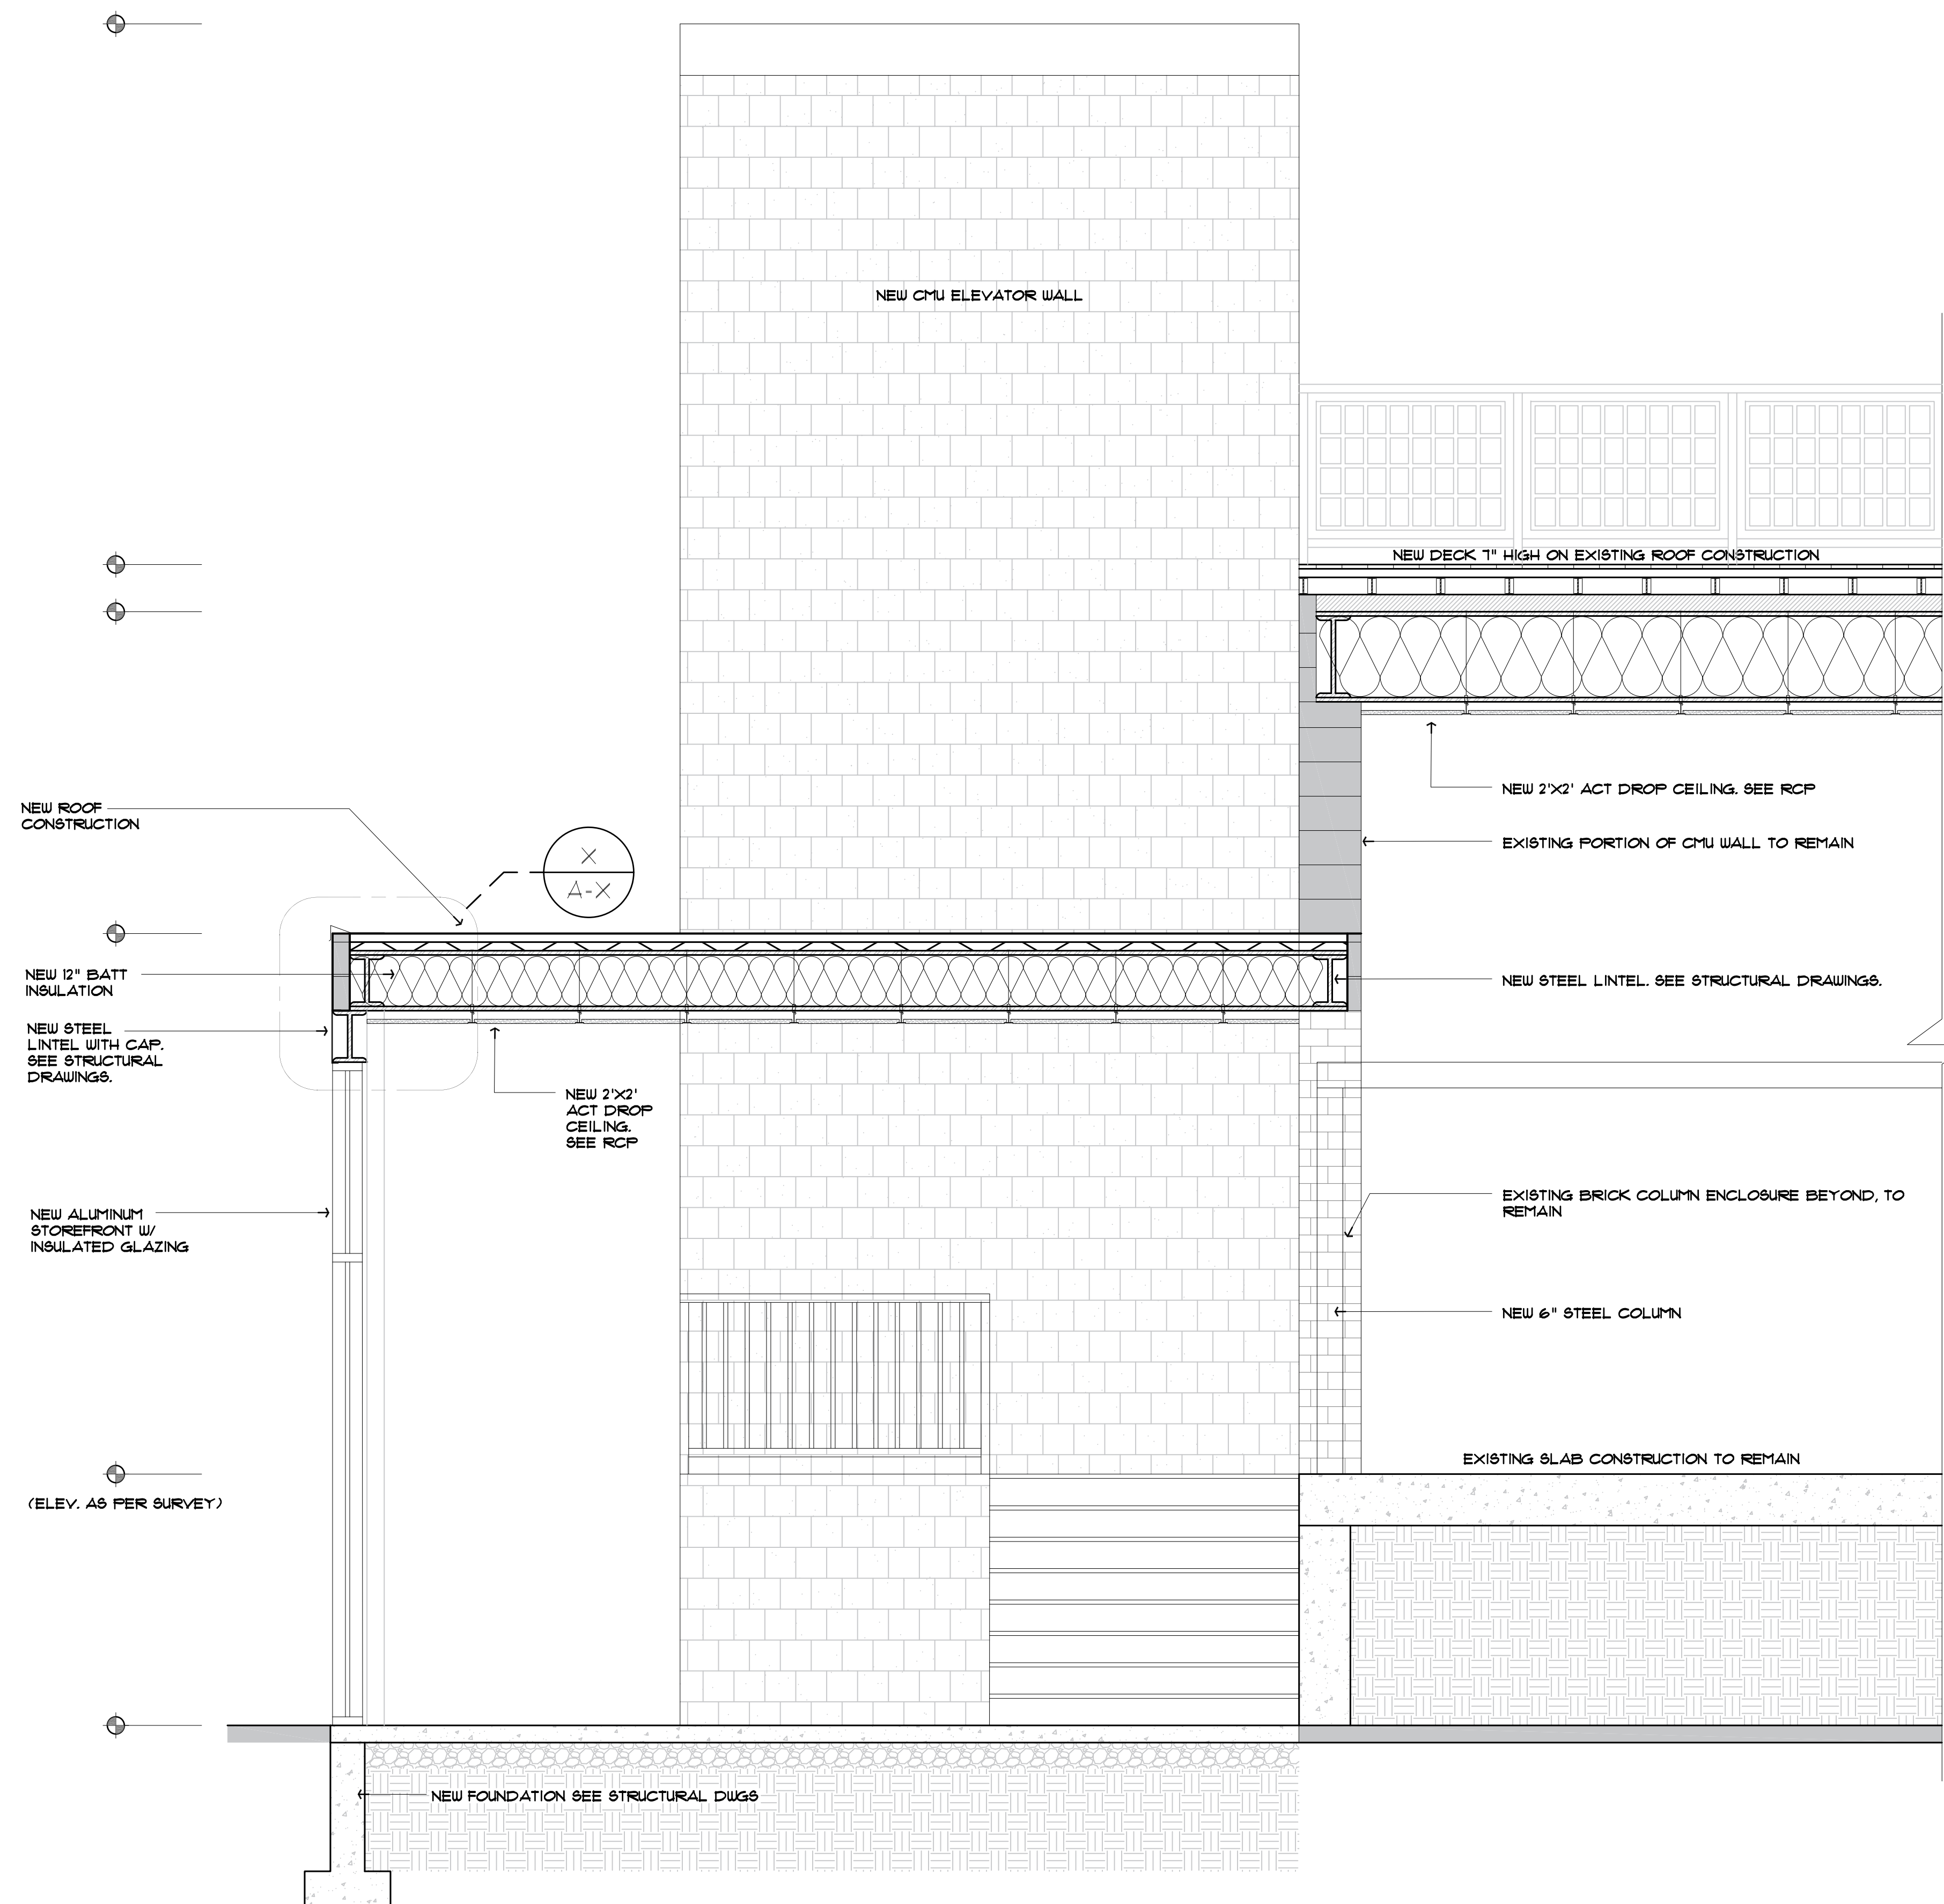 NEW CMU ELEVATOR WALL
NEW DECK 7" HIGH ON EXISTING ROOF CONSTRUCTION
NEW 2'X2' ACT DROP CEILING. SEE RCP
NEW ROOF
CONSTRUCTION
EXISTING PORTION OF CMU WALL TO REMAIN
X
A-X
NEW 12" BATT
INSULATION
NEW STEEL LINTEL. SEE STRUCTURAL DRAWINGS.
NEW STEEL
LINTEL WITH CAP.
SEE STRUCTURAL
DRAWINGS.
NEW 2'X2'
ACT DROP
CEILING.
SEE RCP
EXISTING BRICK COLUMN ENCLOSURE BEYOND, TO
REMAIN
NEW ALUMINUM
STOREFRONT W/
INSULATED GLAZING
NEW 6" STEEL COLUMN
EXISTING SLAB CONSTRUCTION TO REMAIN
(ELEV. AS PER SURVEY)
NEW FOUNDATION SEE STRUCTURAL DWGS